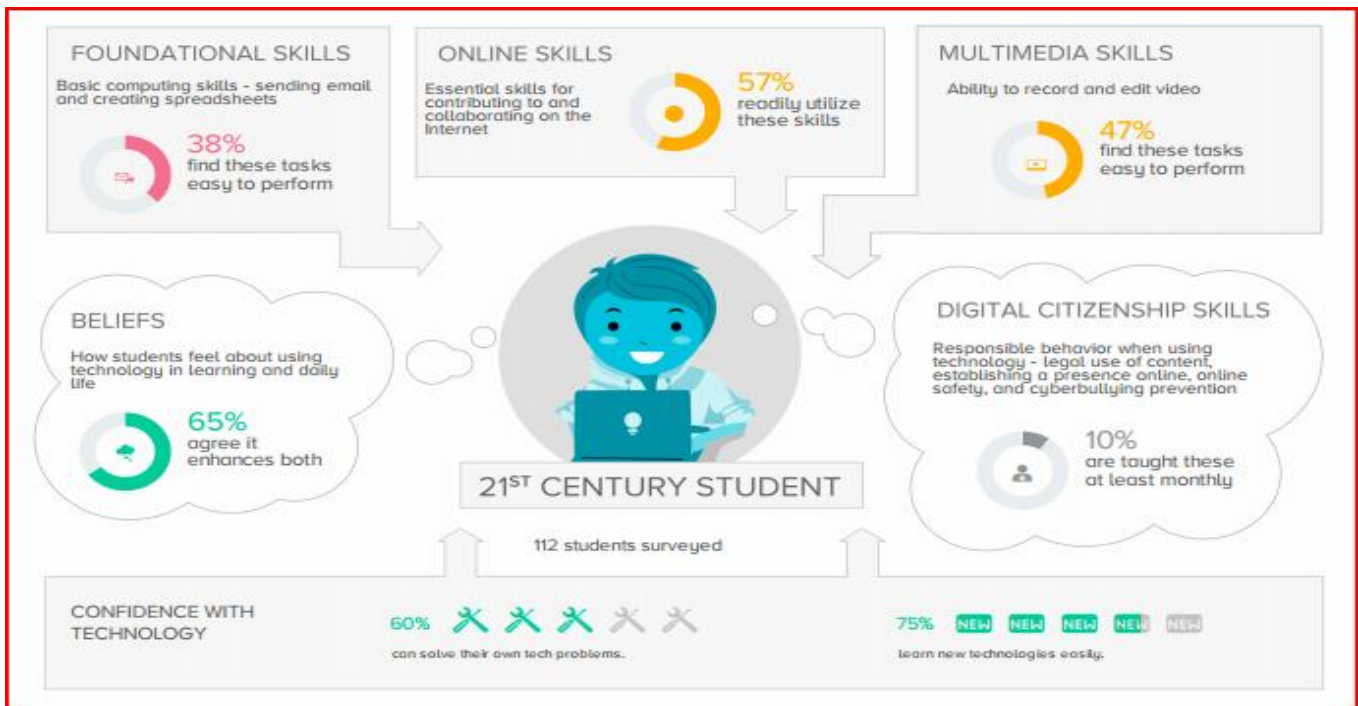 FOUNDATIONAL SKILLS
Basic computing skills - sending email
and creating spreadsheets
38%
find these tasks
easy to perform
ONLINE SKILLS
Essential skills for
contributing to and
collaborating on the
Internet
57%
readily utilize
these skills
MULTIMEDIA SKILLS
Ability to record and edit video
47%
find these tasks
easy to perform
BELIEFS
How students feel about using
technology in learning and daily
life
65%
agree it
enhances both
DIGITAL CITIZENSHIP SKILLS
Responsible behavior when using
technology - legal use of content,
establishing a presence online, online
safety, and cyberbullying prevention
10%
are taught these
at least monthly
21ST CENTURY STUDENT
112 students surveyed
CONFIDENCE WITH
TECHNOLOGY
60%
can solve their own tech problems.
75% NEW NEW NEW NEW NEW
learn new technologies easily.